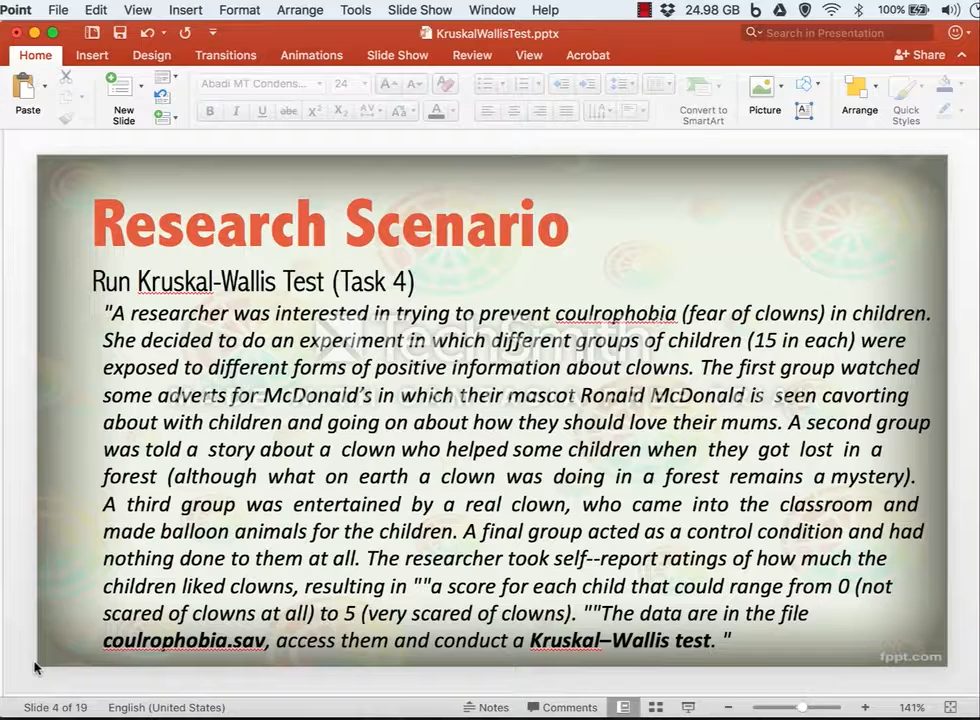 Point File Edit View Insert Format Arrange Tools Slide Show Window Help 24.98 GB 100%
KruskalWallisTest.pptx
Search in Presentation
Home Insert Design Transitions Animations Slide Show Review View Acrobat Share
Abadi MT Condens... 24
Paste New Slide Convert to SmartArt Picture Arrange Quick Styles
Research Scenario
Run Kruskal-Wallis Test (Task 4)
"A researcher was interested in trying to prevent coulrophobia (fear of clowns) in children.
She decided to do an experiment in which different groups of children (15 in each) were
exposed to different forms of positive information about clowns. The first group watched
some adverts for McDonald's in which their mascot Ronald McDonald is seen cavorting
about with children and going on about how they should love their mums. A second group
was told a story about a clown who helped some children when they got lost in a
forest (although what on earth a clown was doing in a forest remains a mystery).
A third group was entertained by a real clown, who came into the classroom and
made balloon animals for the children. A final group acted as a control condition and had
nothing done to them at all. The researcher took self--report ratings of how much the
children liked clowns, resulting in ""a score for each child that could range from 0 (not
scared of clowns at all) to 5 (very scared of clowns). ""The data are in the file
coulrophobia.sav, access them and conduct a Kruskal–Wallis test. "
TechSmith
fppt.com
Slide 4 of 19 English (United States) Notes Comments 141%